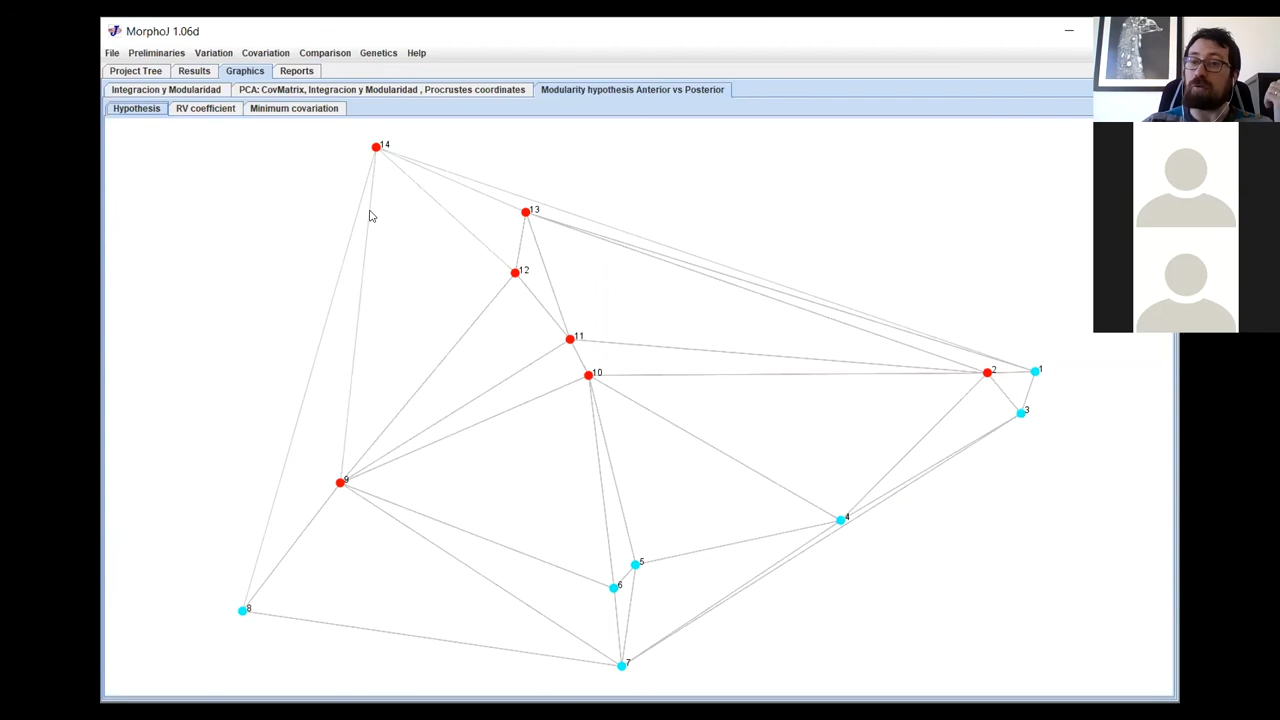 MorphoJ 1.06d
File Preliminaries Variation Covariation Comparison Genetics Help
Project Tree Results Graphics Reports
Integracion y Modularidad PCA: CovMatrix, Integracion y Modularidad , Procrustes coordinates Modularity hypothesis Anterior vs Posterior
Hypothesis RV coefficient Minimum covariation
14
13
12
11
10
2
1
3
9
4
5
6
8
7